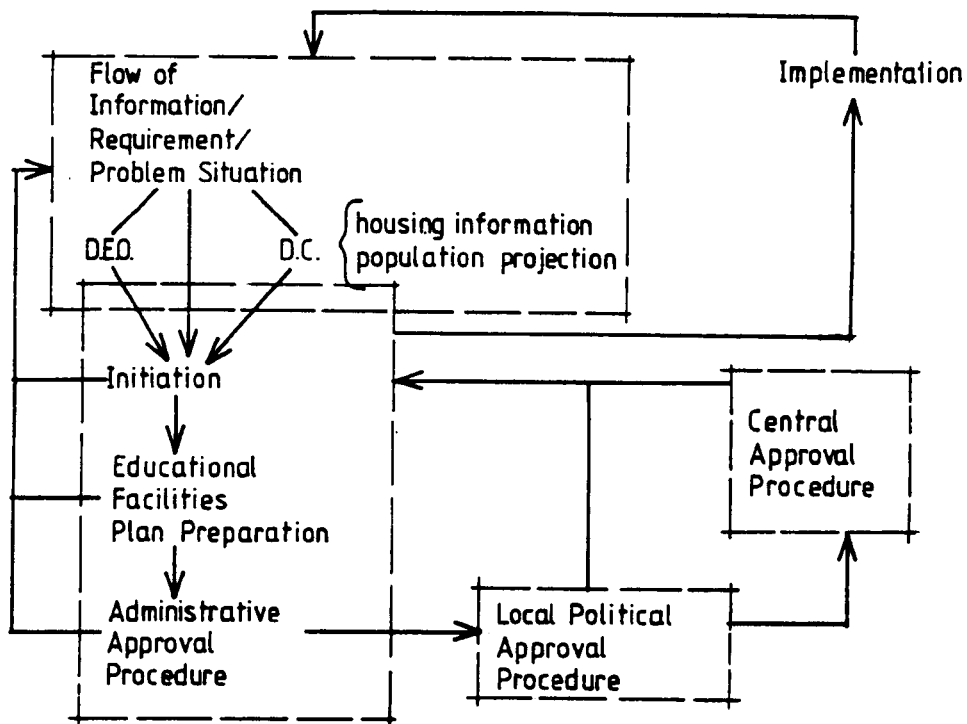 Flow of
Information/
Requirement/
Problem Situation
Implementation
D.E.O.
D.C.
housing information
population projection
Initiation
Educational
Facilities
Plan Preparation
Administrative
Approval
Procedure
Local Political
Approval
Procedure
Central
Approval
Procedure